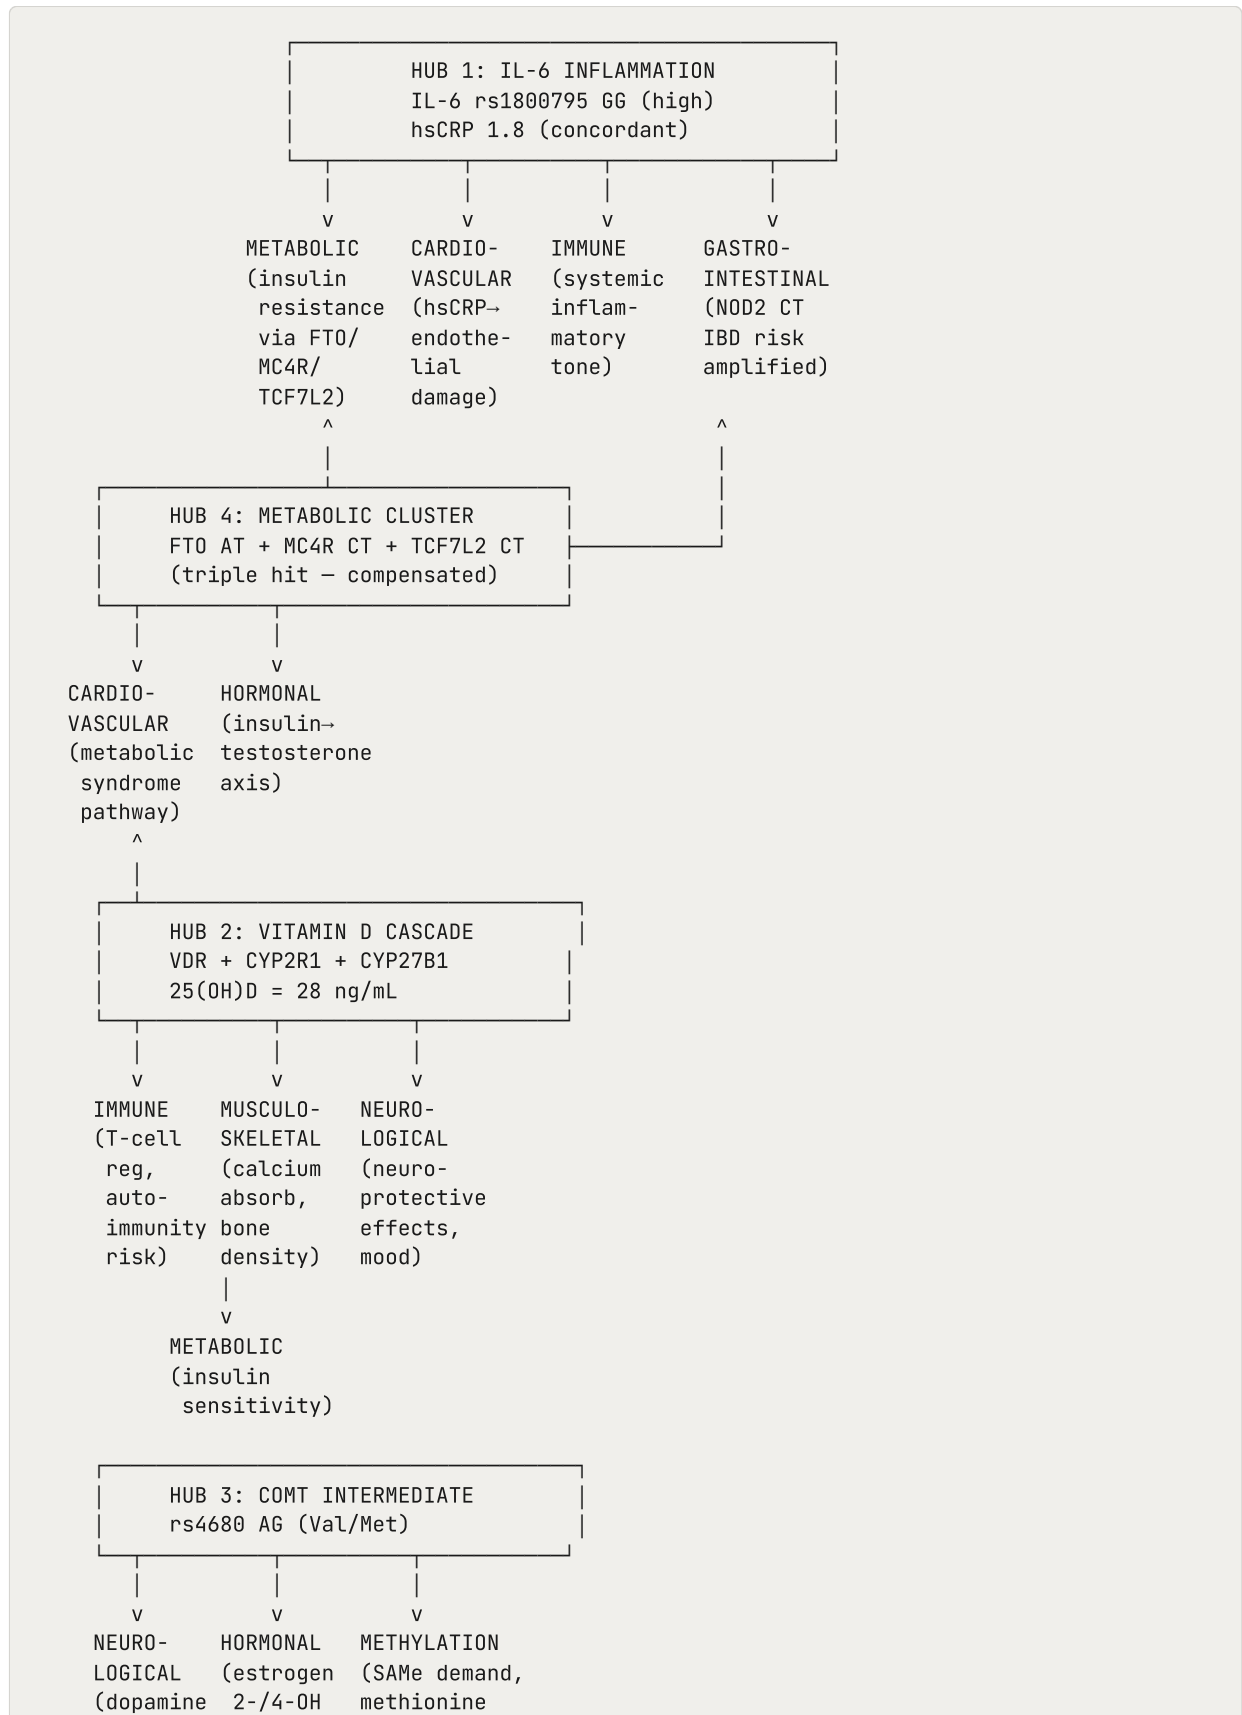 HUB 1: IL-6 INFLAMMATION
IL-6 rs1800795 GG (high)
hsCRP 1.8 (concordant)
METABOLIC CARDIO- IMMUNE GASTRO-
(insulin VASCULAR (systemic INTESTINAL
resistance (hsCRP→ inflam- (NOD2 CT
via FTO/ endothe- matory IBD risk
MC4R/ lial tone) amplified)
TCF7L2) damage)
HUB 4: METABOLIC CLUSTER
FTO AT + MC4R CT + TCF7L2 CT
(triple hit — compensated)
CARDIO- HORMONAL
VASCULAR (insulin→
(metabolic testosterone
syndrome axis)
pathway)
HUB 2: VITAMIN D CASCADE
VDR + CYP2R1 + CYP27B1
25(OH)D = 28 ng/mL
IMMUNE MUSCULO- NEURO-
(T-cell SKELETAL LOGICAL
reg, (calcium (neuro-
auto- absorb, protective
immunity bone effects,
risk) density) mood)
METABOLIC
(insulin
sensitivity)
HUB 3: COMT INTERMEDIATE
rs4680 AG (Val/Met)
NEURO- HORMONAL METHYLATION
LOGICAL (estrogen (SAMe demand,
(dopamine 2-/4-OH methionine